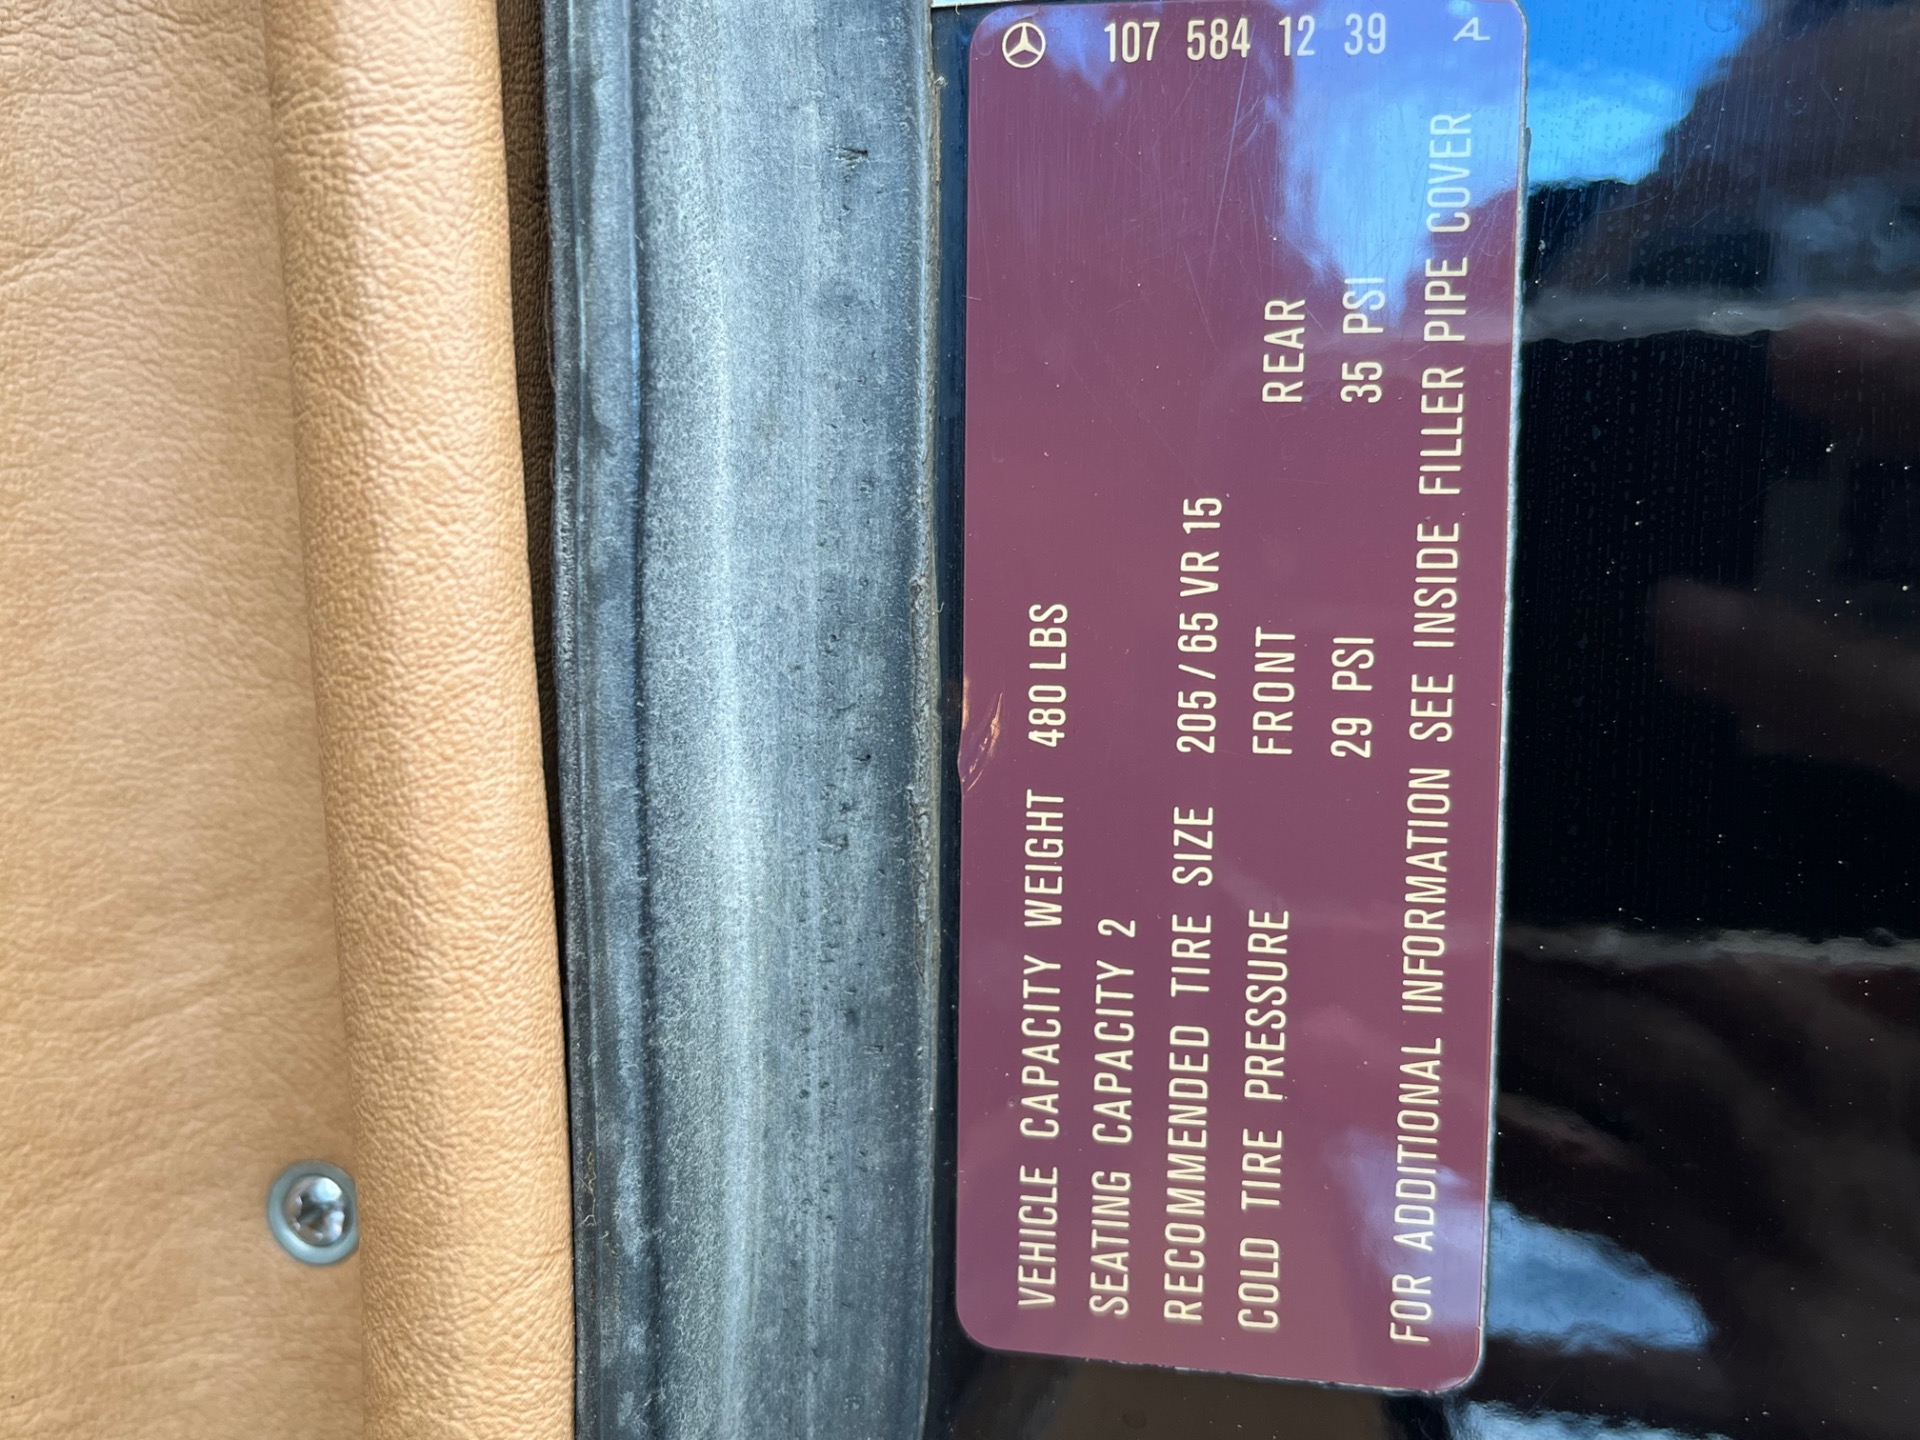 107 584 12 39 A
VEHICLE CAPACITY WEIGHT 480 LBS
SEATING CAPACITY 2
RECOMMENDED TIRE SIZE 205/65 VR 15
COLD TIRE PRESSURE FRONT REAR
29 PSI 35 PSI
FOR ADDITIONAL INFORMATION SEE INSIDE FILLER PIPE COVER